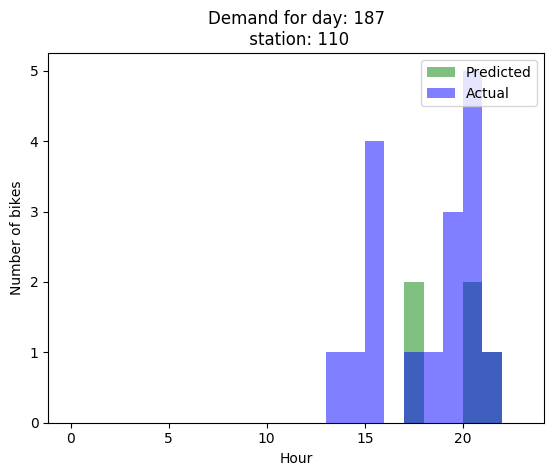 Demand for day: 187
station: 110
Predicted
Actual
Number of bikes
5
4
3
2
1
0
0 5 10 15 20
Hour